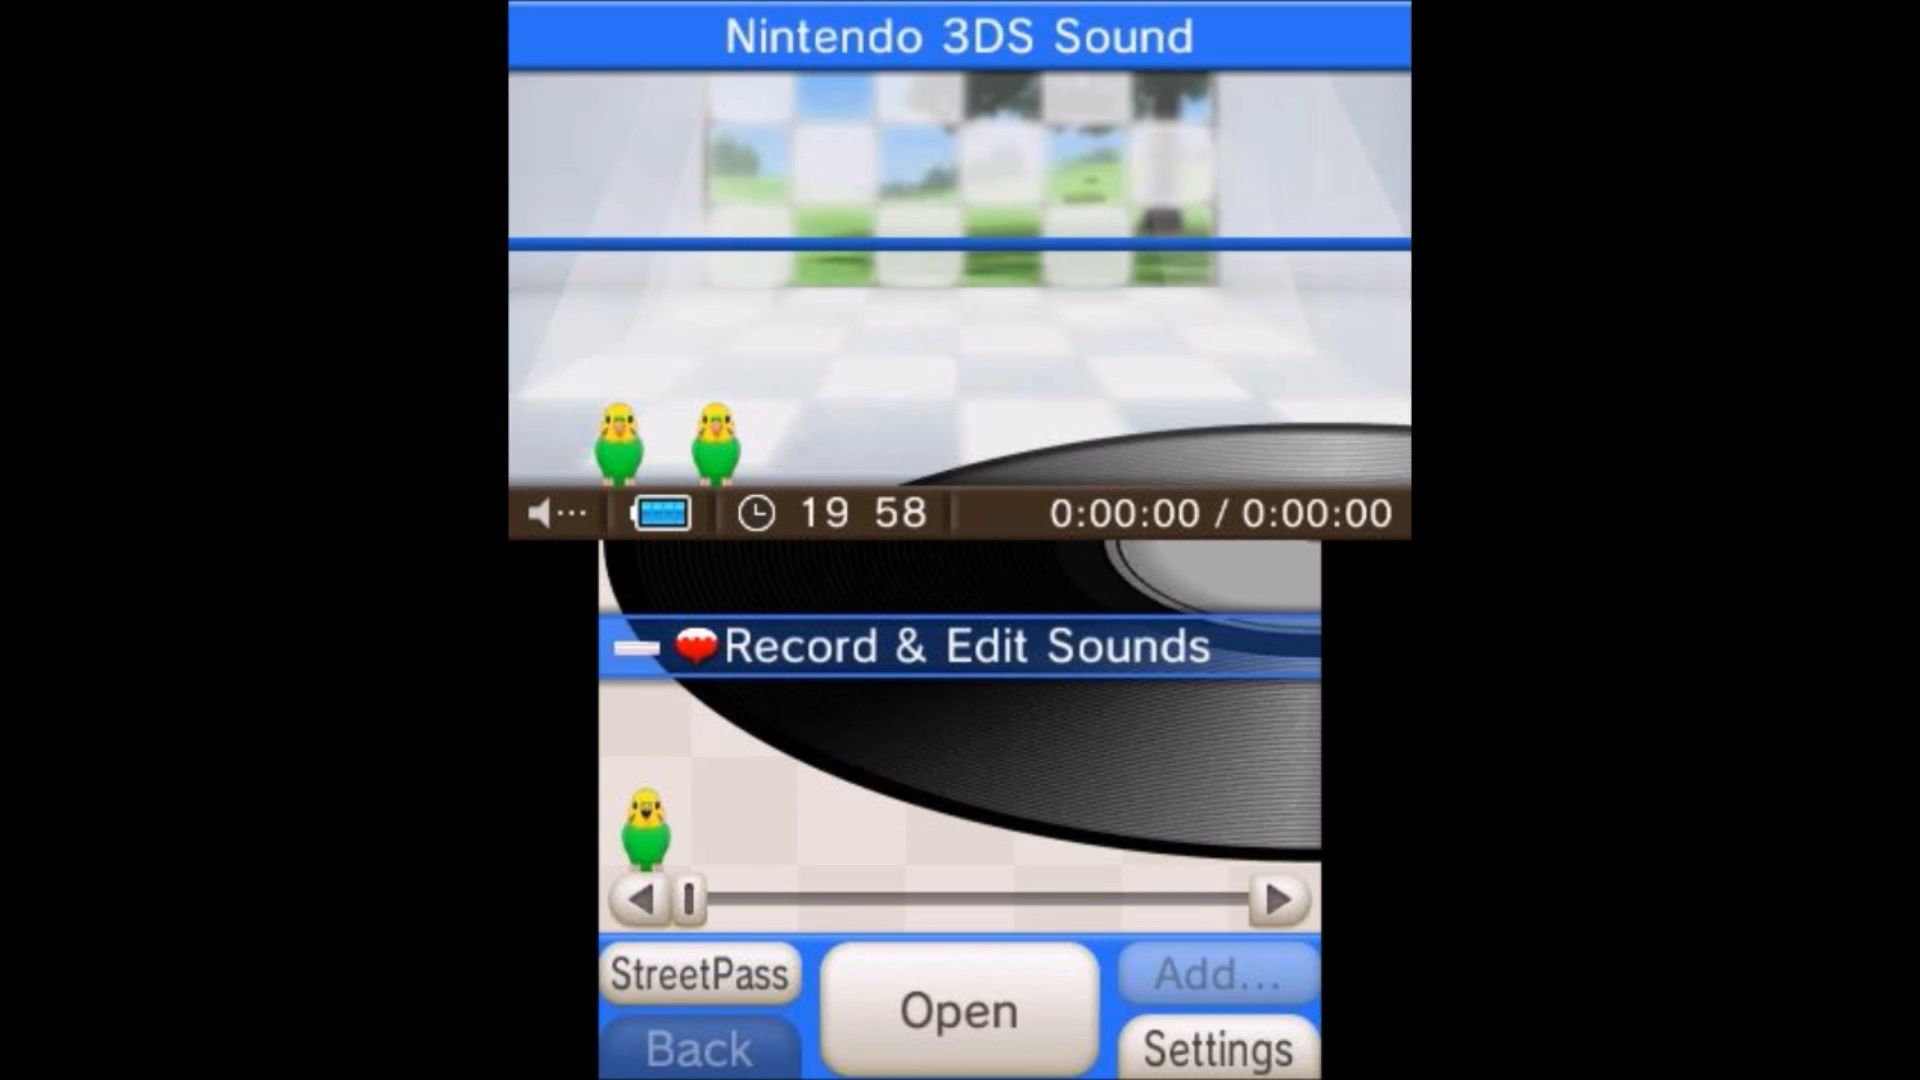 Nintendo 3DS Sound
19 58
0:00:00 / 0:00:00
Record & Edit Sounds
StreetPass
Open
Add...
Back
Settings